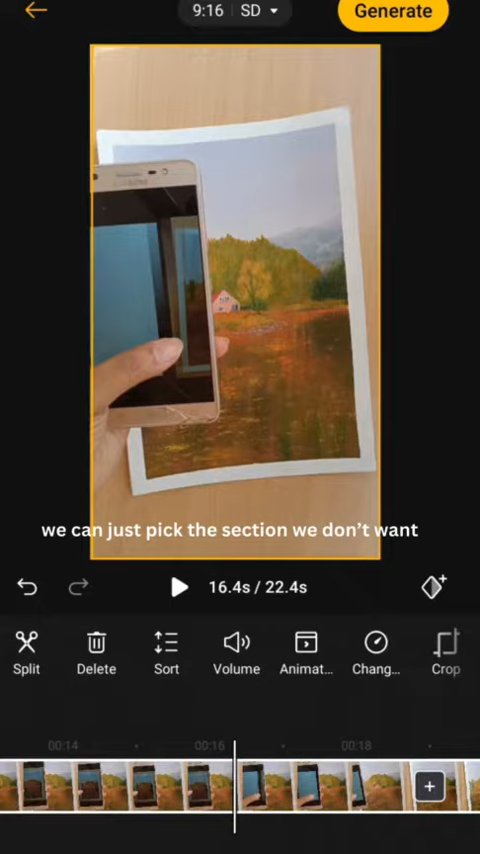 9:16 SD
Generate
we can just pick the section we don't want
16.4s / 22.4s
Split Delete Sort Volume Animat... Chang... Crop
00:14 00:16 00:18